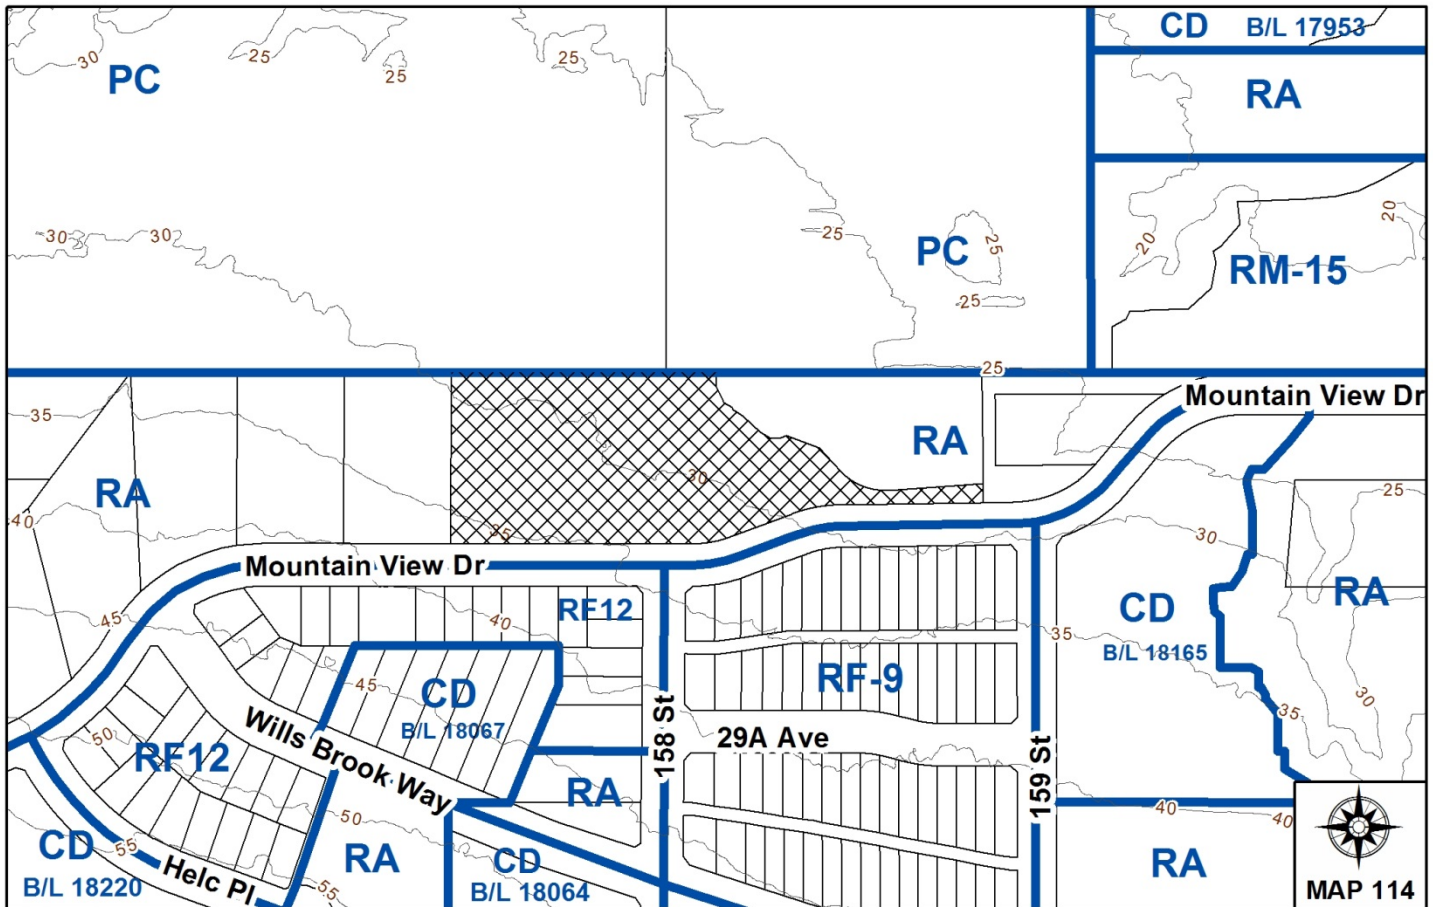 CD B/L 17953
30
25
25
25
PC
RA
20
20
30
30
25
PC
25
RM-15
25
25
Mountain View Dr
35
RA
RA
30
25
40
35
30
Mountain View Dr
RF12
CD
RA
45
40
35
B/L 18165
45
CD
RF-9
30
B/L 18067
158 St
35
50
Wills Brook Way
29A Ave
RF12
159 St
RA
40
40
50
CD
55
RA
CD
RA
B/L 18220
Helc Pl
55
B/L 18064
MAP 114